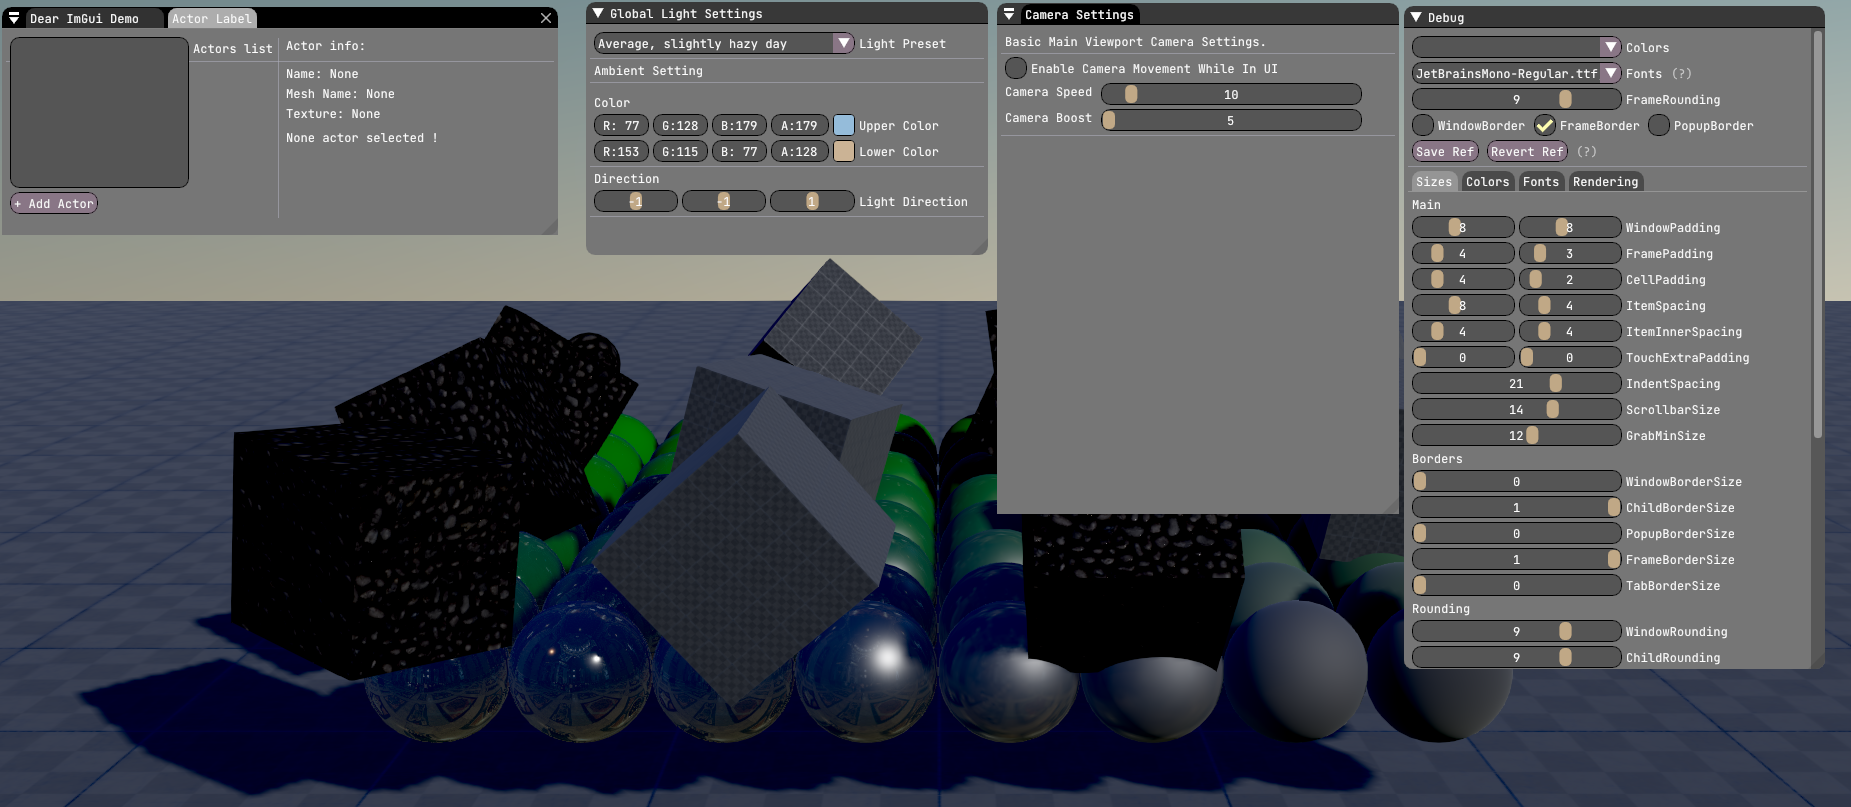 Dear ImGui Demo
Actor Label
Actors list
Actor info:
Name: None
Mesh Name: None
Texture: None
None actor selected !
+ Add Actor
Global Light Settings
Average, slightly hazy day
Light Preset
Ambient Setting
Color
R: 77 G:128 B:179 A:179 Upper Color
R:153 G:115 B: 77 A:128 Lower Color
Direction
-1 -1 1 Light Direction
Camera Settings
Basic Main Viewport Camera Settings.
Enable Camera Movement While In UI
Camera Speed 10
Camera Boost 5
Debug
Colors
JetBrainsMono-Regular.ttf Fonts (?)
9 FrameRounding
WindowBorder FrameBorder PopupBorder
Save Ref Revert Ref (?)
Sizes Colors Fonts Rendering
Main
8 8 WindowPadding
4 3 FramePadding
4 2 CellPadding
8 4 ItemSpacing
4 4 ItemInnerSpacing
0 0 TouchExtraPadding
21 IndentSpacing
14 ScrollbarSize
12 GrabMinSize
Borders
0 WindowBorderSize
1 ChildBorderSize
0 PopupBorderSize
1 FrameBorderSize
0 TabBorderSize
Rounding
9 WindowRounding
9 ChildRounding